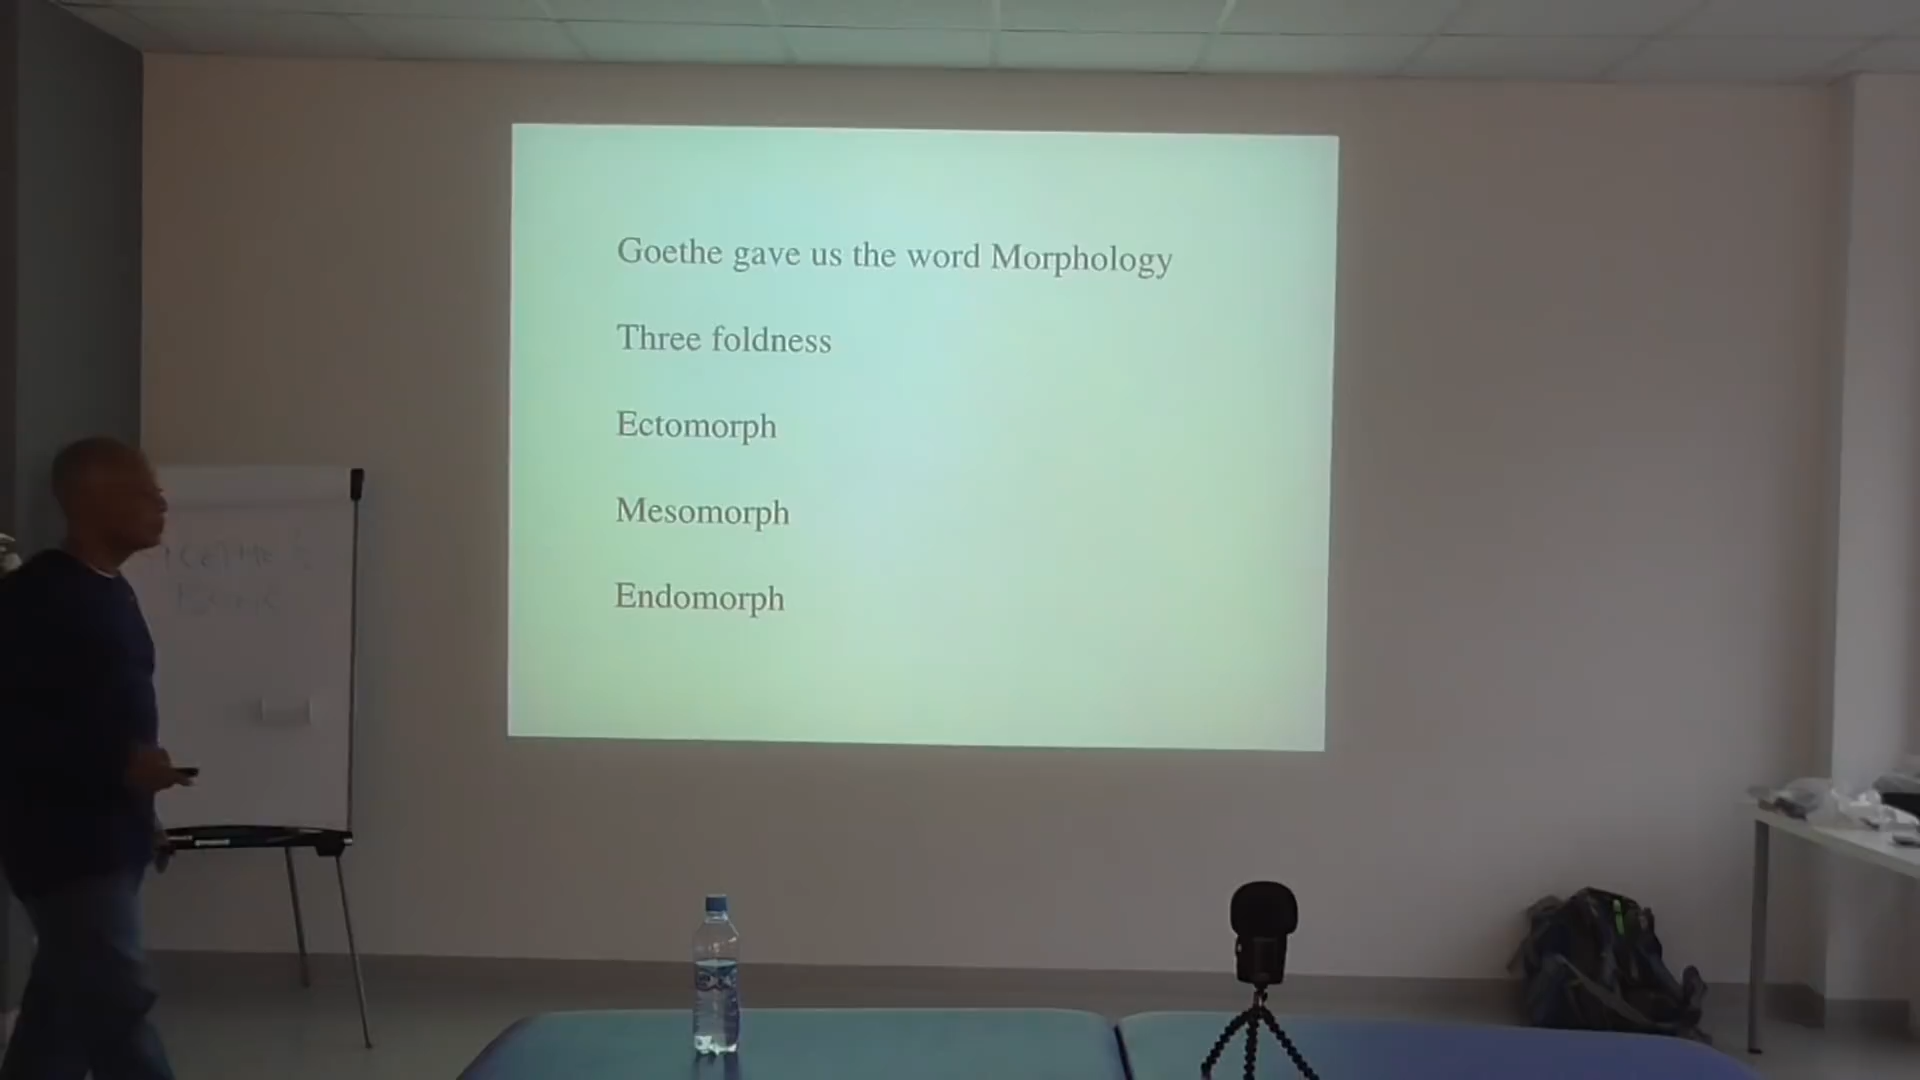 Goethe gave us the word Morphology
Three foldness
Ectomorph
Mesomorph
Endomorph